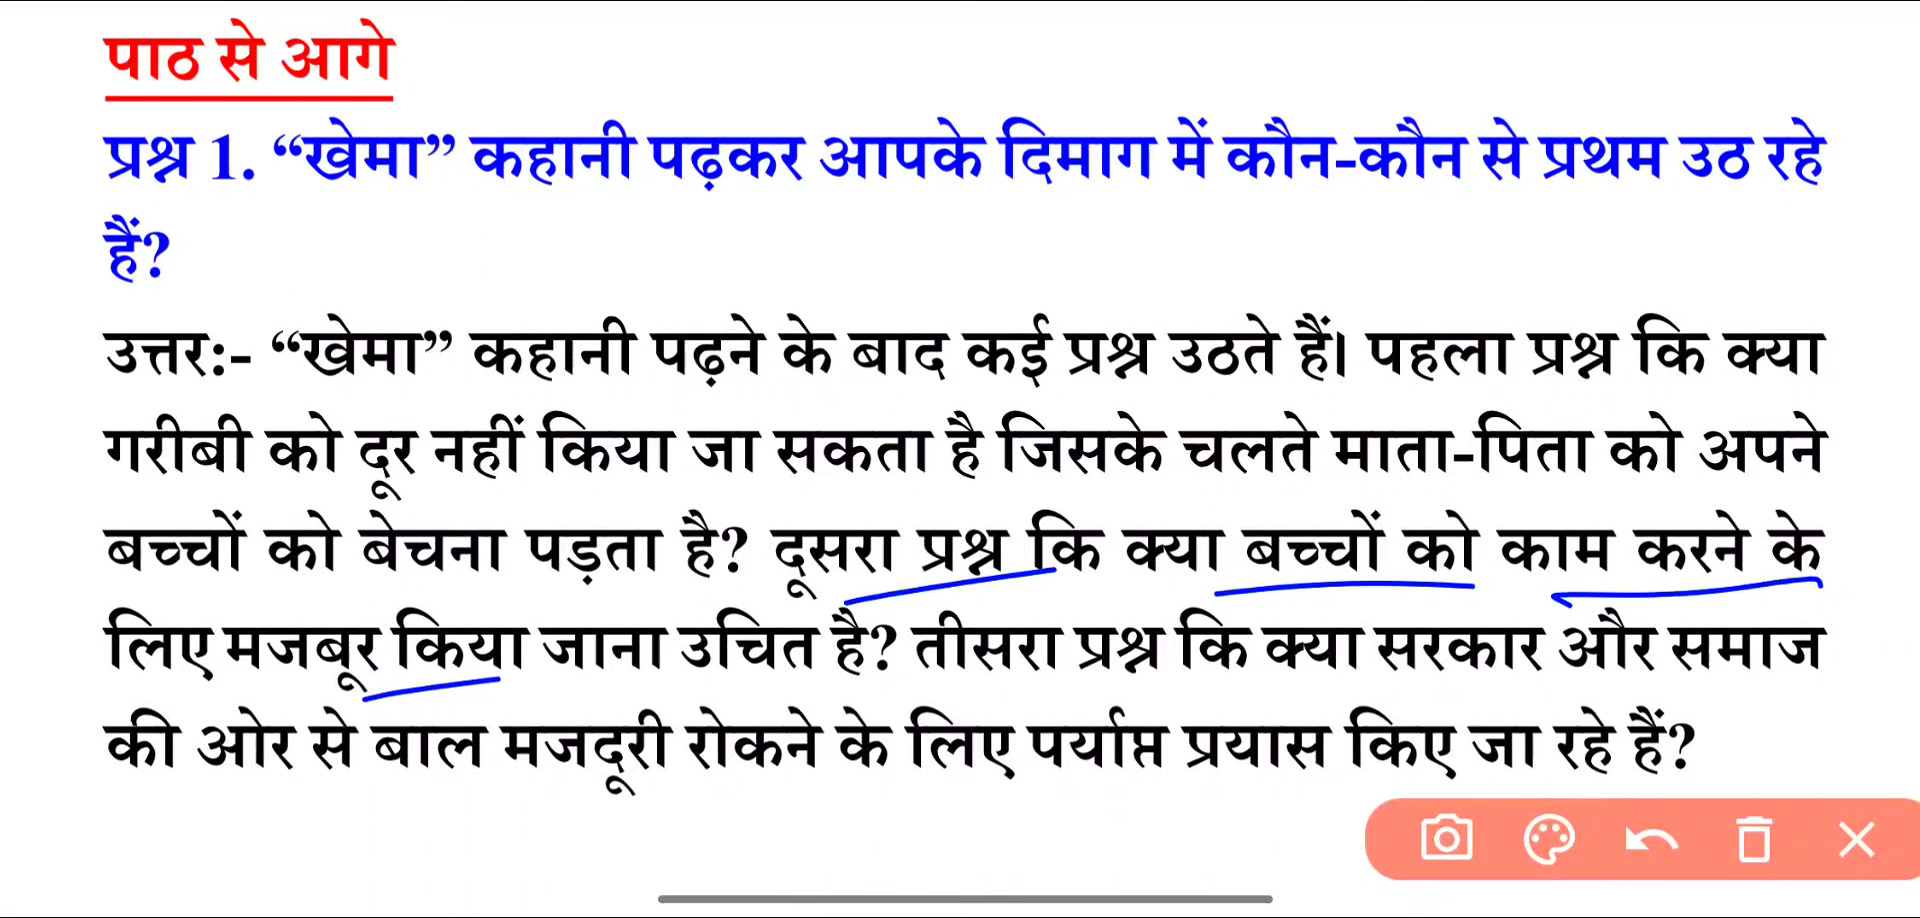 पाठ से आगे
प्रश्न 1. “खेमा” कहानी पढ़कर आपके दिमाग में कौन-कौन से प्रथम उठ रहे
हैं?
उत्तर:- “खेमा” कहानी पढ़ने के बाद कई प्रश्न उठते हैं। पहला प्रश्न कि क्या
गरीबी को दूर नहीं किया जा सकता है जिसके चलते माता-पिता को अपने
बच्चों को बेचना पड़ता है? दूसरा प्रश्न कि क्या बच्चों को काम करने के
लिए मजबूर किया जाना उचित है? तीसरा प्रश्न कि क्या सरकार और समाज
की ओर से बाल मजदूरी रोकने के लिए पर्याप्त प्रयास किए जा रहे हैं?